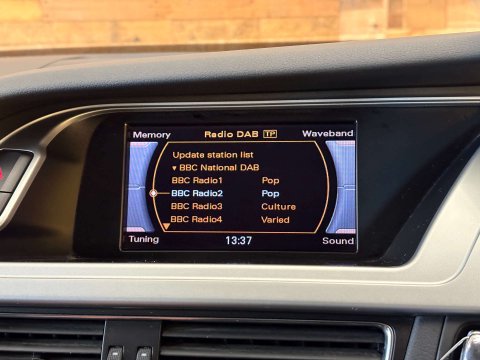 Memory Radio DAB TP Waveband
Update station list
▾ BBC National DAB
BBC Radio1 Pop
BBC Radio2 Pop
BBC Radio3 Culture
BBC Radio4 Varied
Tuning 13:37 Sound